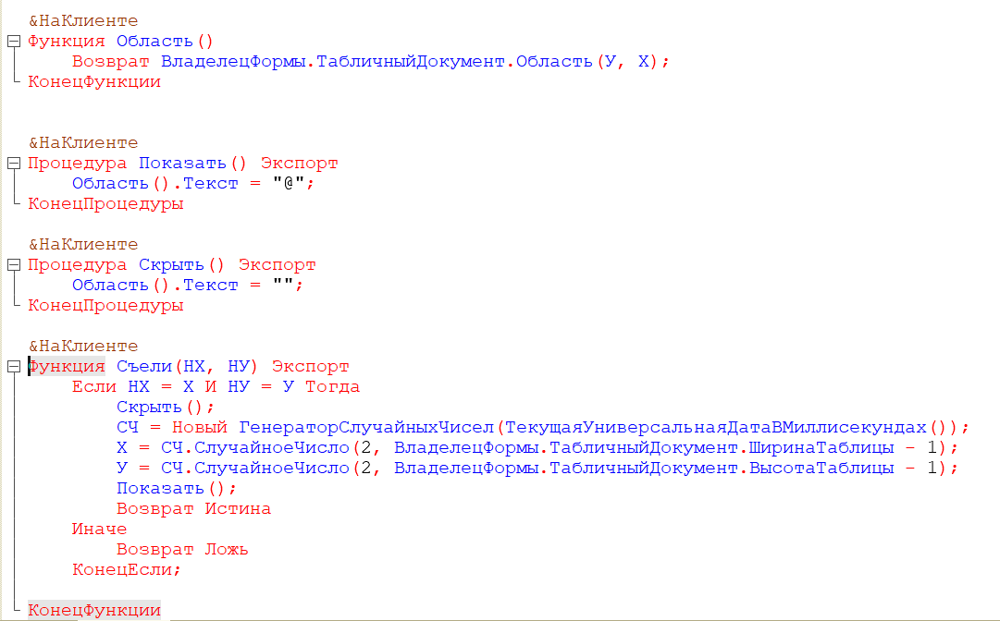 &НаКлиенте
Функция Область()
Возврат ВладелецФормы.ТабличныйДокумент.Область(У, Х);
КонецФункции
&НаКлиенте
Процедура Показать() Экспорт
Область().Текст = "@";
КонецПроцедуры
&НаКлиенте
Процедура Скрыть() Экспорт
Область().Текст = "";
КонецПроцедуры
&НаКлиенте
Функция Съели(НХ, НУ) Экспорт
Если НХ = Х И НУ = У Тогда
Скрыть();
СЧ = Новый ГенераторСлучайныхЧисел(ТекущаяУниверсальнаяДатаВМиллисекундах());
Х = СЧ.СлучайноеЧисло(2, ВладелецФормы.ТабличныйДокумент.ШиринаТаблицы - 1);
У = СЧ.СлучайноеЧисло(2, ВладелецФормы.ТабличныйДокумент.ВысотаТаблицы - 1);
Показать();
Возврат Истина
Иначе
Возврат Ложь
КонецЕсли;
КонецФункции